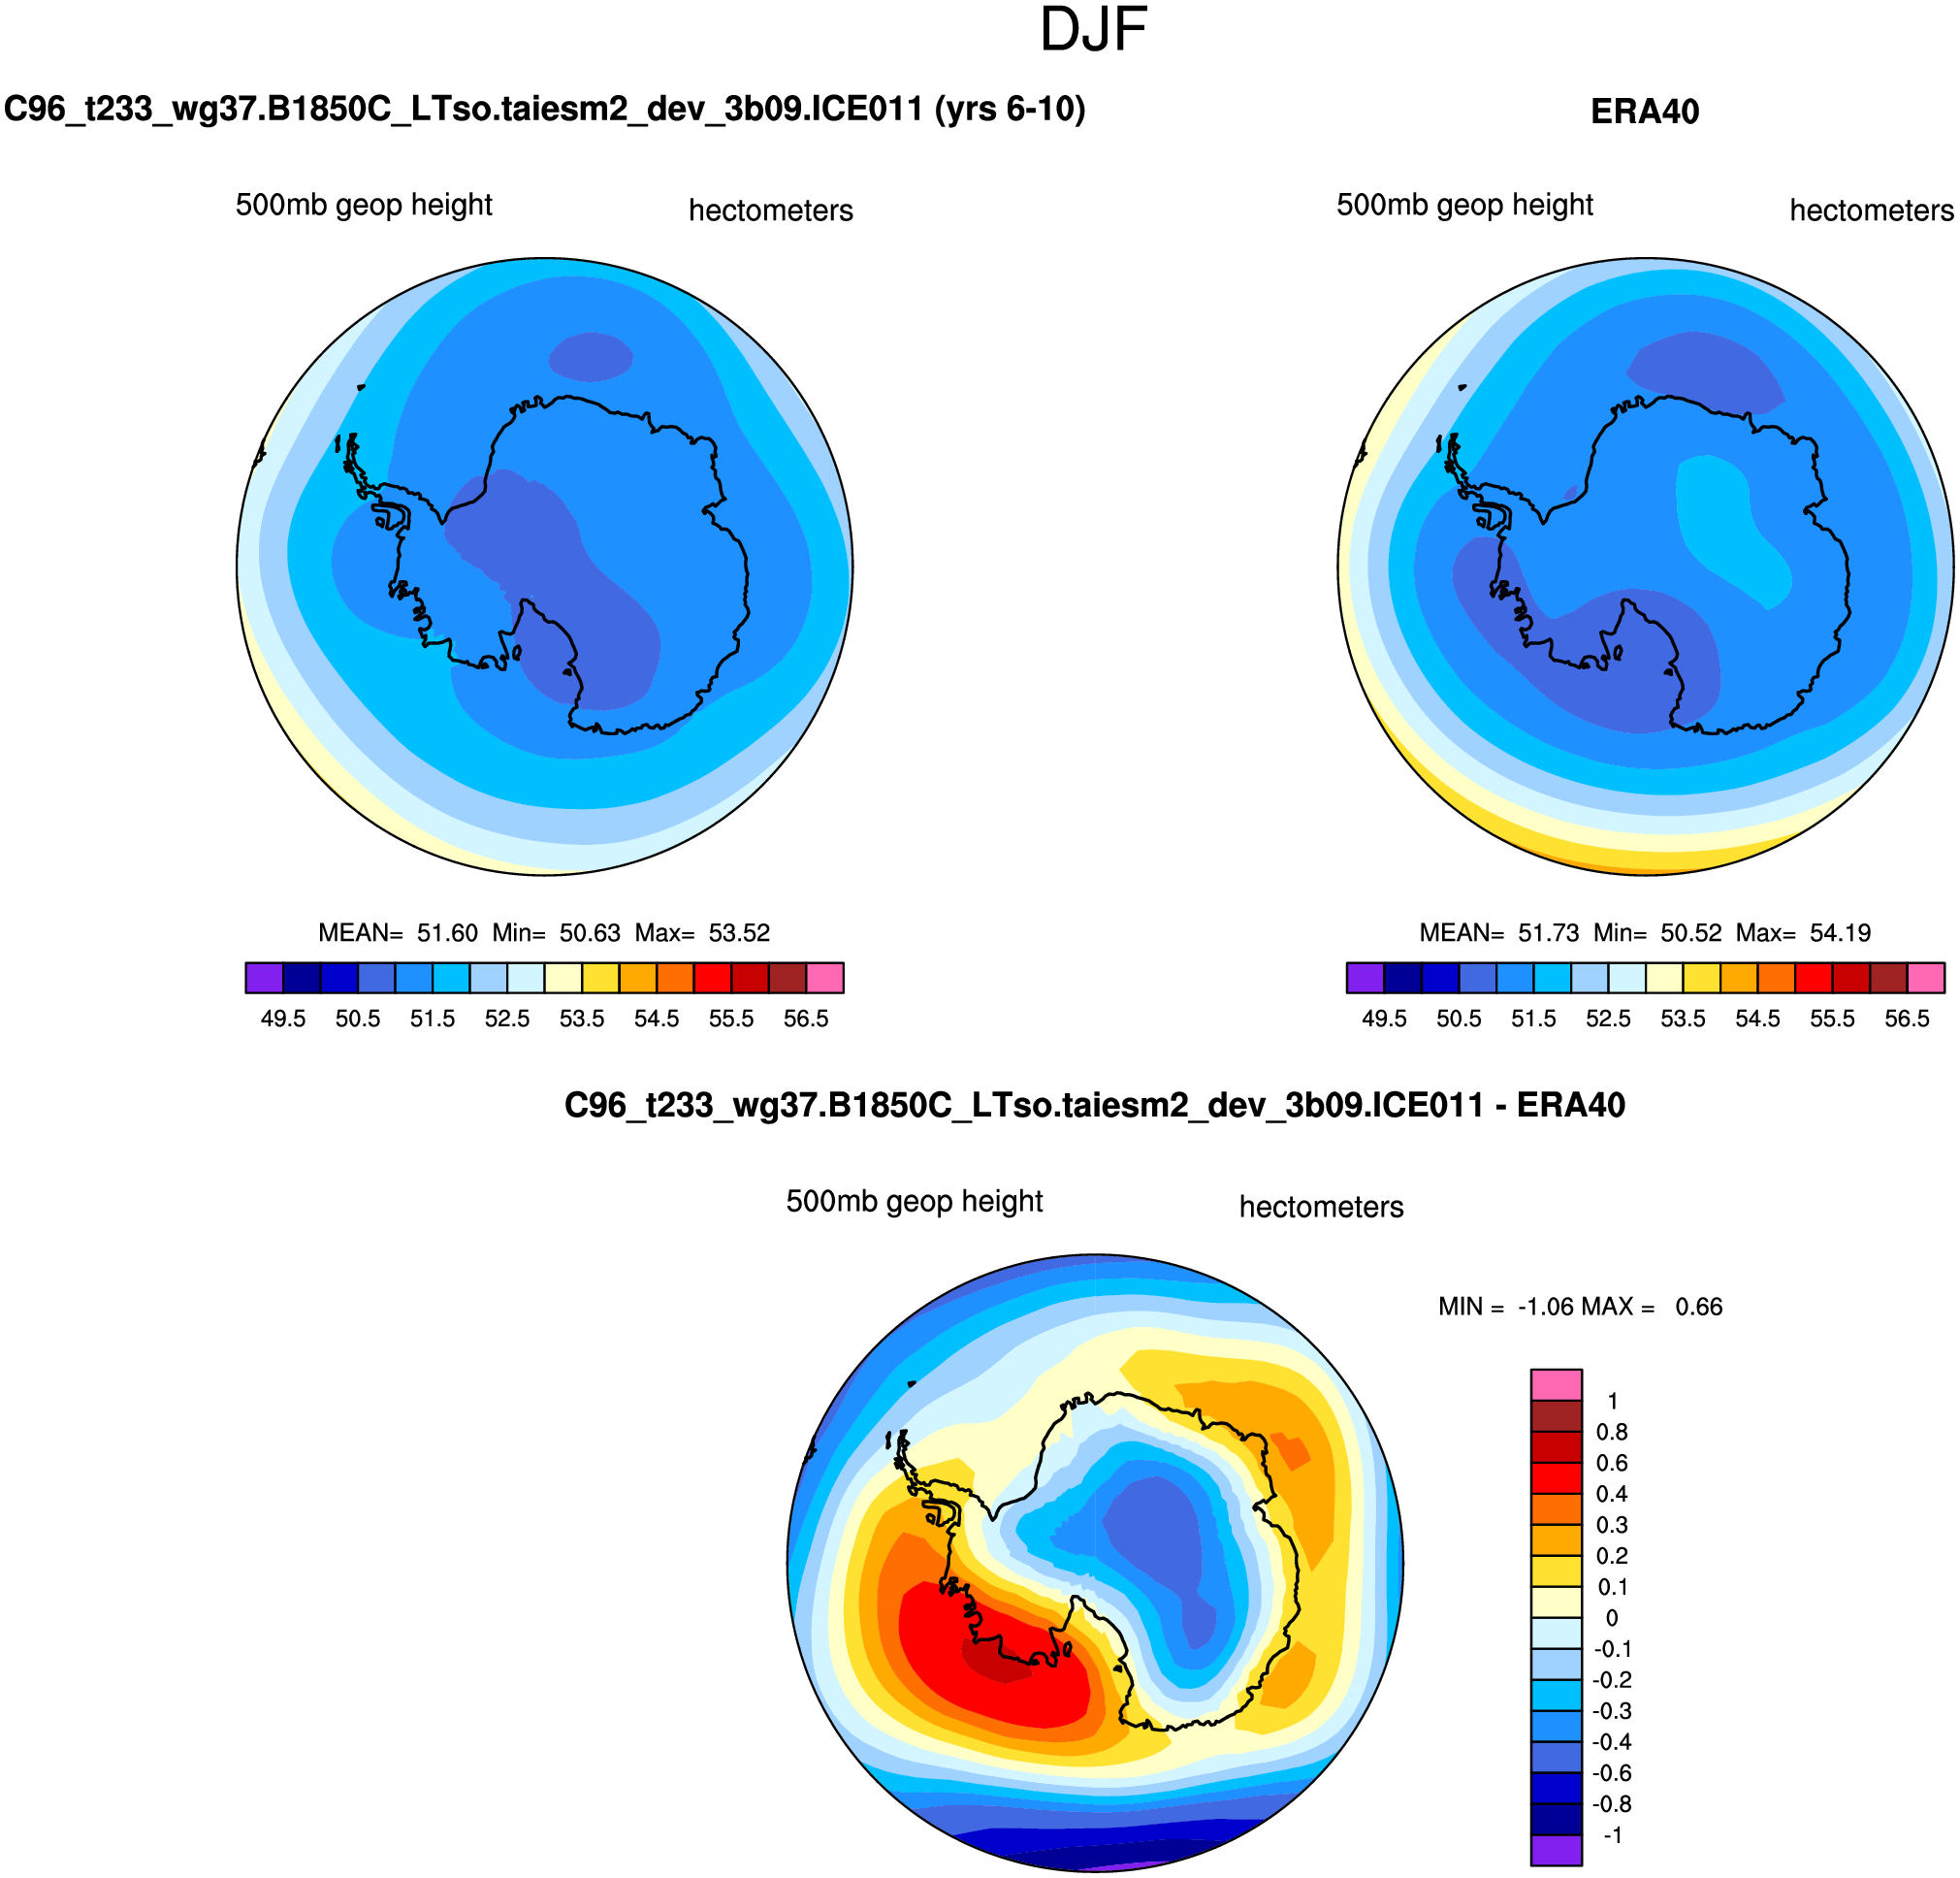 DJF
C96_t233_wg37.B1850C_LTso.taiesm2_dev_3b09.ICE011 (yrs 6-10)
ERA40
500mb geop height
hectometers
500mb geop height
hectometers
MEAN= 51.60 Min= 50.63 Max= 53.52
49.5 50.5 51.5 52.5 53.5 54.5 55.5 56.5
MEAN= 51.73 Min= 50.52 Max= 54.19
49.5 50.5 51.5 52.5 53.5 54.5 55.5 56.5
C96_t233_wg37.B1850C_LTso.taiesm2_dev_3b09.ICE011 - ERA40
500mb geop height
hectometers
MIN = -1.06 MAX = 0.66
1
0.8
0.6
0.4
0.3
0.2
0.1
0
-0.1
-0.2
-0.3
-0.4
-0.6
-0.8
-1